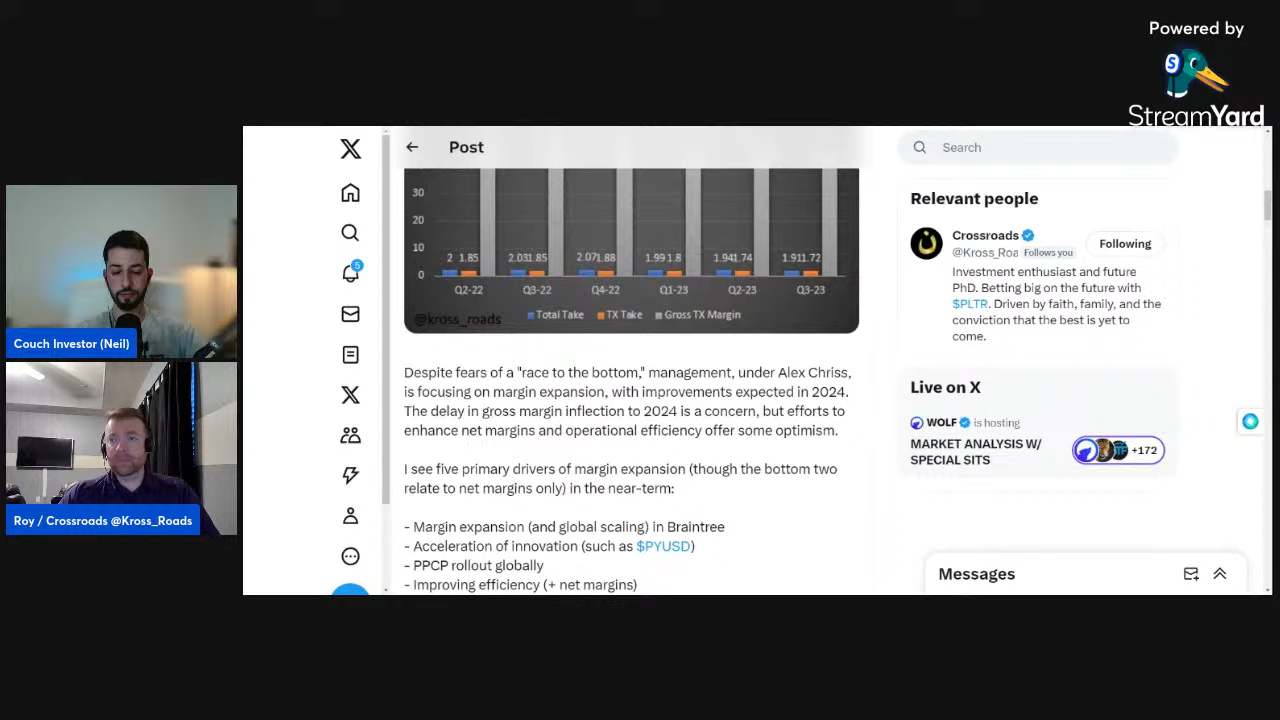 Powered by
S
StreamYard
Couch Investor (Neil)
Roy / Crossroads @Kross_Roads
5
Post
30
20
10
0
2 1.85
2.031.85
2.071.88
1.99 1.8
1.941.74
1.911.72
Q2-22
Q3-22
Q4-22
Q1-23
Q2-23
Q3-23
@kross_roads
Total Take
TX Take
Gross TX Margin
Despite fears of a "race to the bottom," management, under Alex Chriss,
is focusing on margin expansion, with improvements expected in 2024.
The delay in gross margin inflection to 2024 is a concern, but efforts to
enhance net margins and operational efficiency offer some optimism.
I see five primary drivers of margin expansion (though the bottom two
relate to net margins only) in the near-term:
- Margin expansion (and global scaling) in Braintree
- Acceleration of innovation (such as $PYUSD)
- PPCP rollout globally
- Improving efficiency (+ net margins)
Search
Relevant people
Crossroads
@Kross_Roa Follows you
Following
Investment enthusiast and future
PhD. Betting big on the future with
$PLTR. Driven by faith, family, and the
conviction that the best is yet to
come.
Live on X
WOLF is hosting
MARKET ANALYSIS W/
SPECIAL SITS
+172
Messages